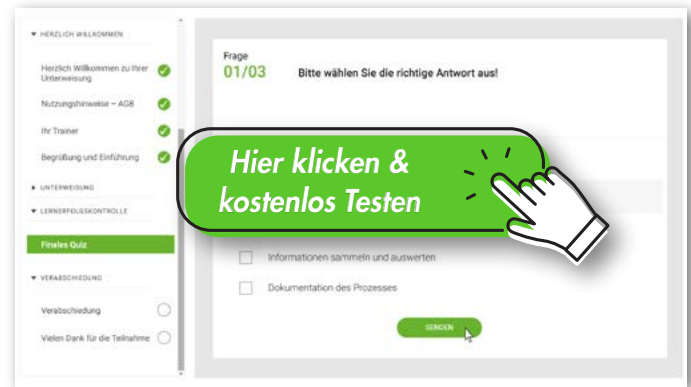 HERZLICH WILLKOMMEN
Herzlich Willkommen zu Ihrer
Unterweisung
Nutzungshinweise – AGB
Ihr Trainer
Begrüßung und Einführung
UNTERWEISUNG
LERNERFOLGSKONTROLLE
Finales Quiz
VERABSCHIEDUNG
Verabschiedung
Vielen Dank für die Teilnahme
Frage
01/03
Bitte wählen Sie die richtige Antwort aus!
Hier klicken &
kostenlos Testen
Informationen sammeln und auswerten
Dokumentation des Prozesses
SENDEN